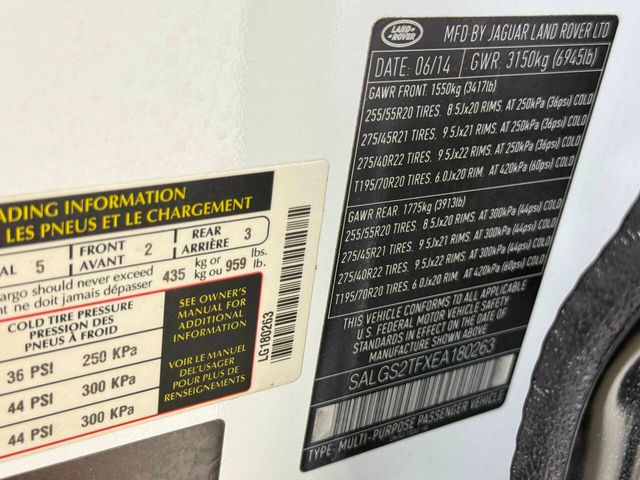 ADING INFORMATION
LES PNEUS ET LE CHARGEMENT
AL 5 FRONT AVANT 2 REAR ARRIÈRE 3
argo should never exceed 435 kg or 959 lbs.
nt ne doit jamais dépasser kg ou lb.
COLD TIRE PRESSURE
PRESSION DES
PNEUS À FROID
36 PSI 250 KPa
44 PSI 300 KPa
44 PSI 300 KPa
SEE OWNER'S
MANUAL FOR
ADDITIONAL
INFORMATION
VOIR LE MANUEL DE
L'USAGER POUR
PLUS DE
RENSEIGNEMENTS
LG180263
LAND ROVER
MFD BY JAGUAR LAND ROVER LTD
DATE: 06/14 GWR: 3150kg (6945lb)
GAWR FRONT: 1550kg (3417lb)
255/55R20 TIRES. 8.5Jx20 RIMS. AT 250kPa (36psi) COLD
275/45R21 TIRES. 9.5Jx21 RIMS. AT 250kPa (36psi) COLD
275/40R22 TIRES. 9.5Jx22 RIMS. AT 250kPa (36psi) COLD
T195/70R20 TIRES. 6.0Jx20 RIMS. AT 420kPa (60psi) COLD
GAWR REAR: 1775kg (3913lb)
255/55R20 TIRES. 8.5Jx20 RIMS. AT 300kPa (44psi) COLD
275/45R21 TIRES. 9.5Jx21 RIMS. AT 300kPa (44psi) COLD
275/40R22 TIRES. 9.5Jx22 RIMS. AT 300kPa (44psi) COLD
T195/70R20 TIRES. 6.0Jx20 RIM. AT 420kPa (60psi) COLD
THIS VEHICLE CONFORMS TO ALL APPLICABLE
U.S. FEDERAL MOTOR VEHICLE SAFETY
STANDARDS IN EFFECT ON THE DATE OF
MANUFACTURE SHOWN ABOVE
SALGS2TFXEA180263
TYPE: MULTI-PURPOSE PASSENGER VEHICLE